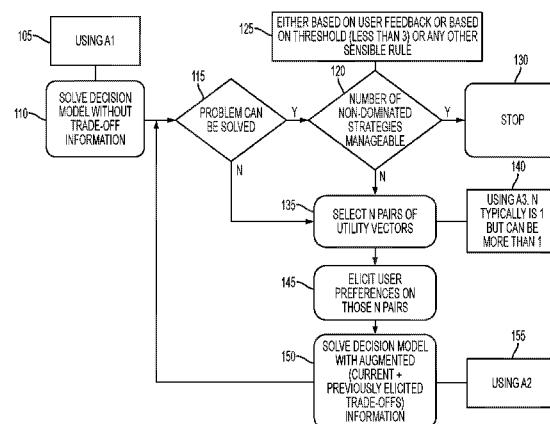 105
USING A1
110
SOLVE DECISION
MODEL WITHOUT
TRADE-OFF
INFORMATION
115
PROBLEM CAN
BE SOLVED
Y
N
125
EITHER BASED ON USER FEEDBACK OR BASED
ON THRESHOLD (LESS THAN 3) OR ANY OTHER
SENSIBLE RULE
120
NUMBER OF
NON-DOMINATED
STRATEGIES
MANAGEABLE
Y
N
130
STOP
135
SELECT N PAIRS OF
UTILITY VECTORS
140
USING A3. N
TYPICALLY IS 1
BUT CAN BE
MORE THAN 1
145
ELICIT USER
PREFERENCES ON
THOSE N PAIRS
150
SOLVE DECISION MODEL
WITH AUGMENTED
(CURRENT +
PREVIOUSLY ELICITED
TRADE-OFFS)
INFORMATION
155
USING A2